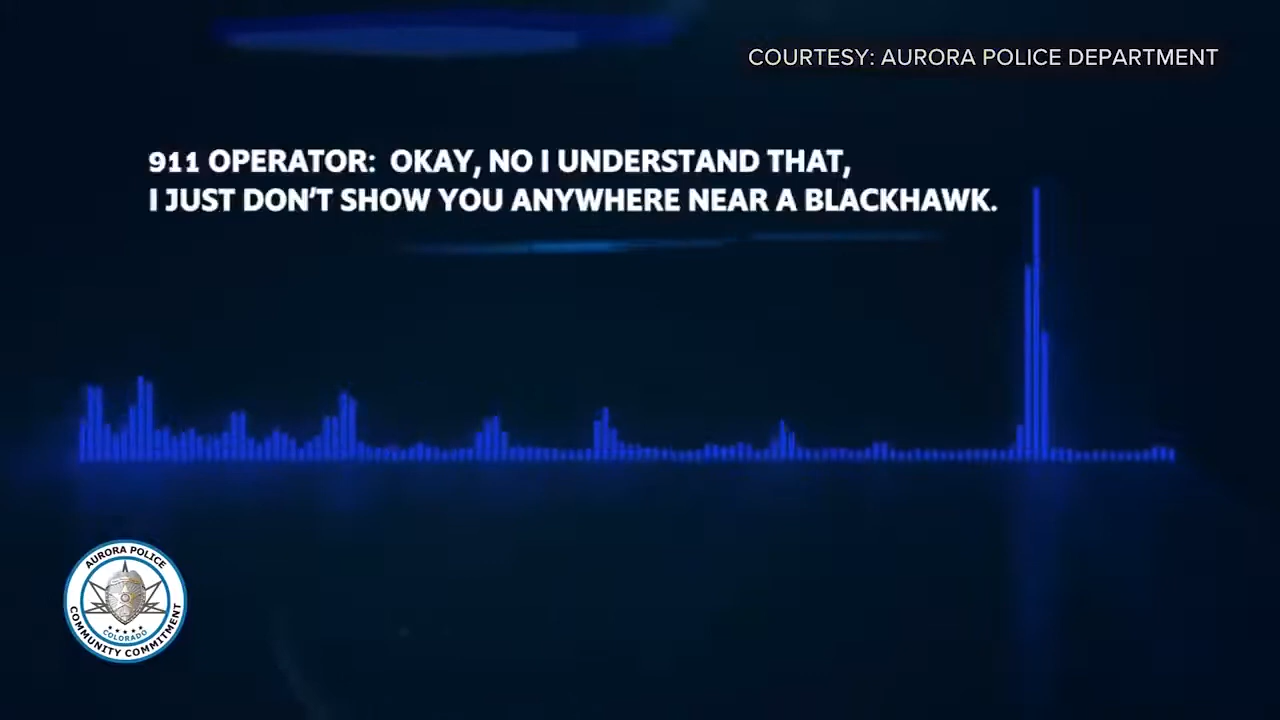 COURTESY: AURORA POLICE DEPARTMENT
911 OPERATOR: OKAY, NO I UNDERSTAND THAT,
I JUST DON'T SHOW YOU ANYWHERE NEAR A BLACKHAWK.
AURORA POLICE
COLORADO
COMMUNITY COMMITMENT